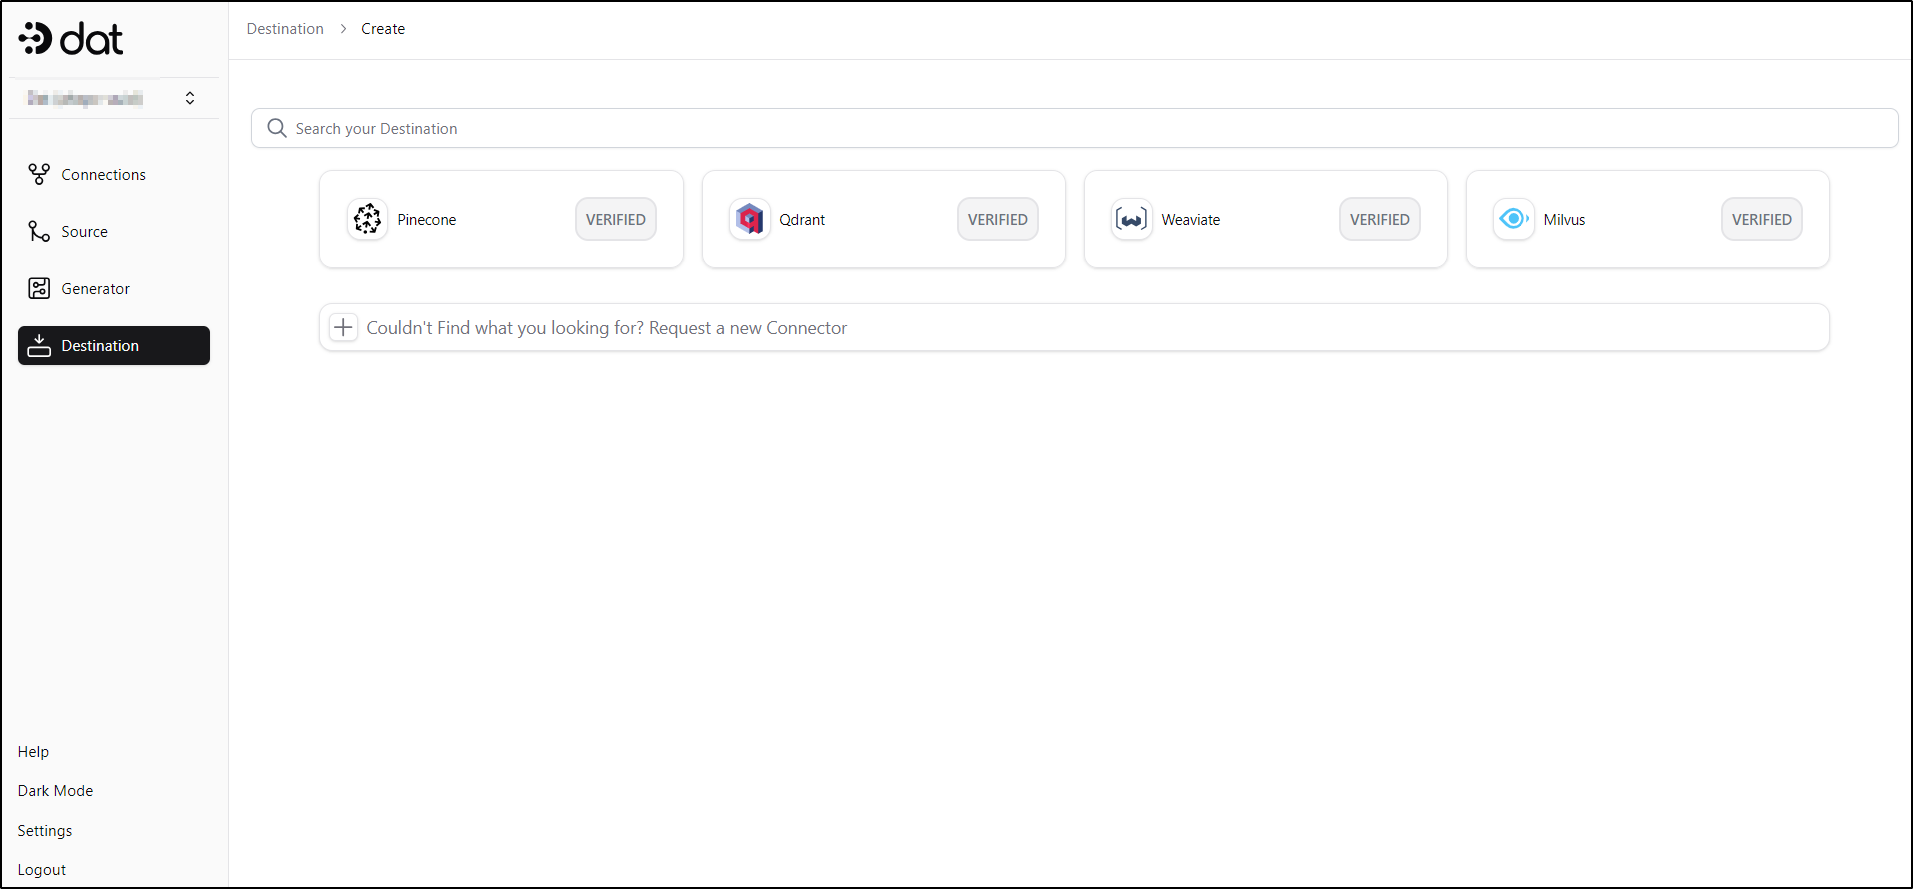 dat
Destination > Create
Search your Destination
Connections
Source
Generator
Destination
Pinecone VERIFIED
Qdrant VERIFIED
Weaviate VERIFIED
Milvus VERIFIED
Couldn't Find what you looking for? Request a new Connector
Help
Dark Mode
Settings
Logout